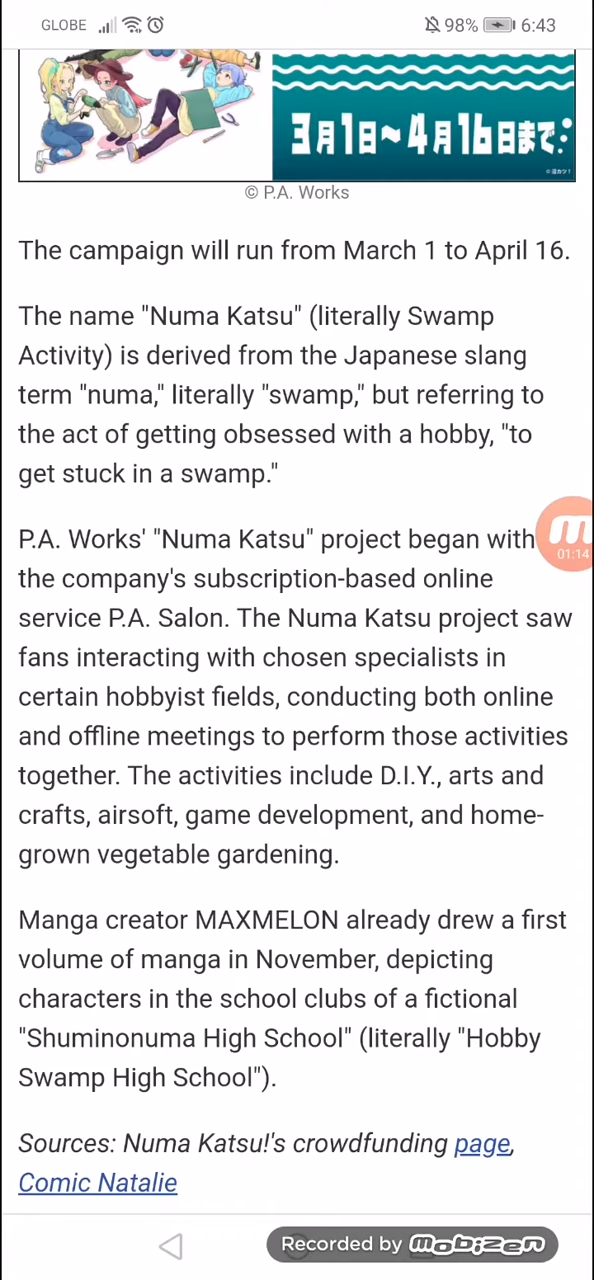 GLOBE 98% 6:43
3月1日~4月16日まで!
©沼カツ!
© P.A. Works
The campaign will run from March 1 to April 16.
The name "Numa Katsu" (literally Swamp
Activity) is derived from the Japanese slang
term "numa," literally "swamp," but referring to
the act of getting obsessed with a hobby, "to
get stuck in a swamp."
P.A. Works' "Numa Katsu" project began with
01:14
the company's subscription-based online
service P.A. Salon. The Numa Katsu project saw
fans interacting with chosen specialists in
certain hobbyist fields, conducting both online
and offline meetings to perform those activities
together. The activities include D.I.Y., arts and
crafts, airsoft, game development, and home-
grown vegetable gardening.
Manga creator MAXMELON already drew a first
volume of manga in November, depicting
characters in the school clubs of a fictional
"Shuminonuma High School" (literally "Hobby
Swamp High School").
Sources: Numa Katsu!'s crowdfunding page,
Comic Natalie
Recorded by mobizen